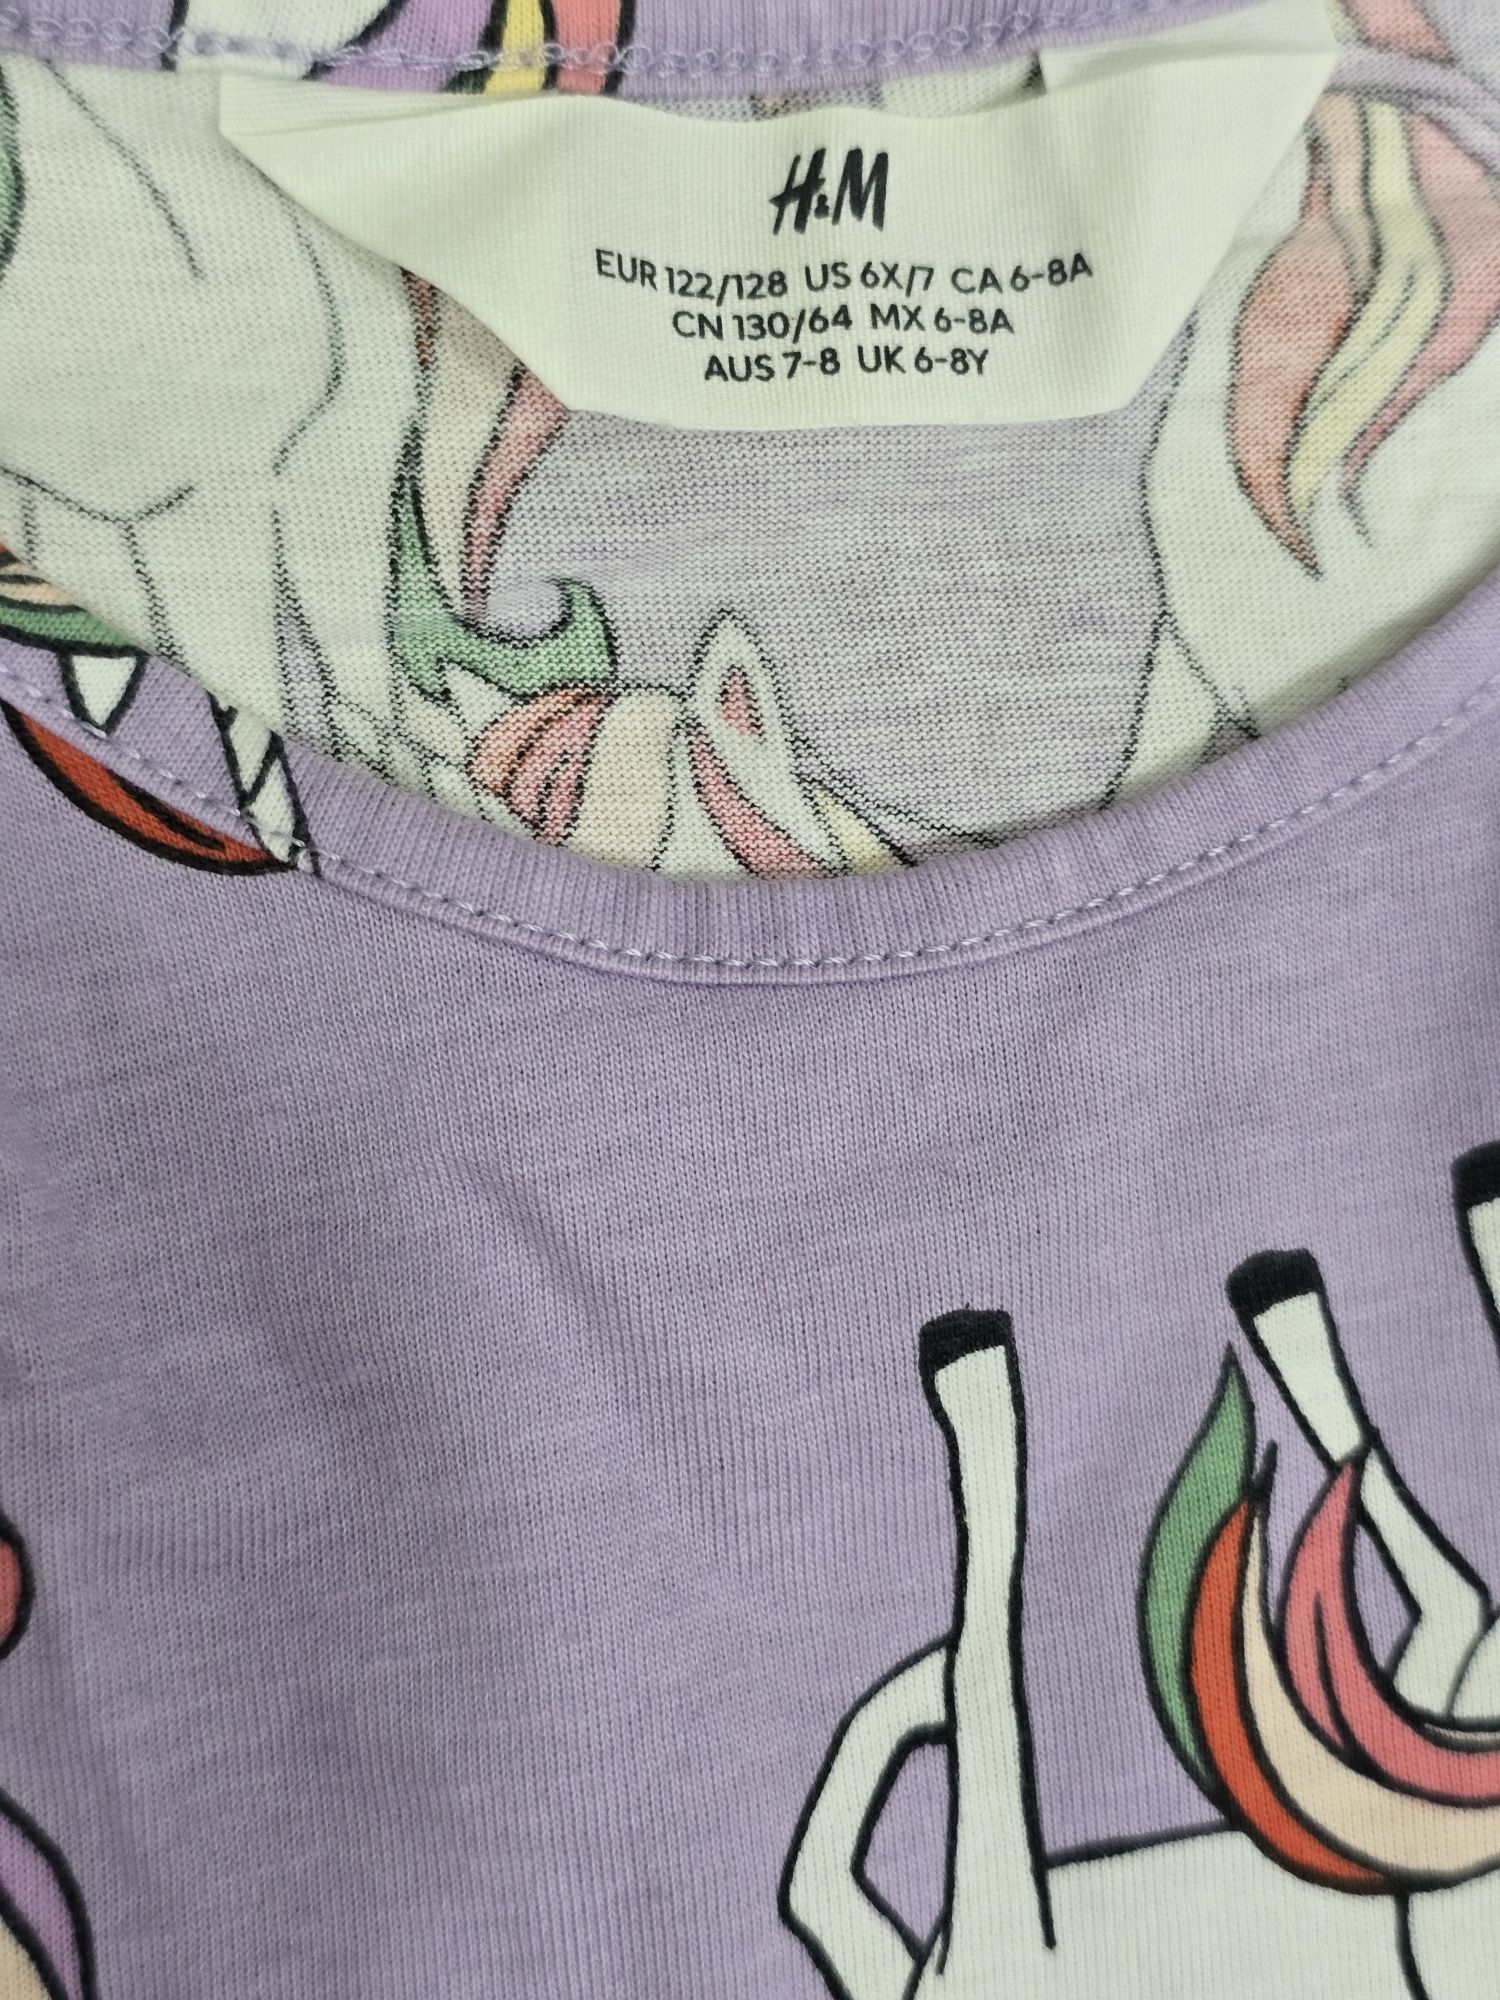 H&M
EUR 122/128 US 6X/7 CA 6-8A
CN 130/64 MX 6-8A
AUS 7-8 UK 6-8Y